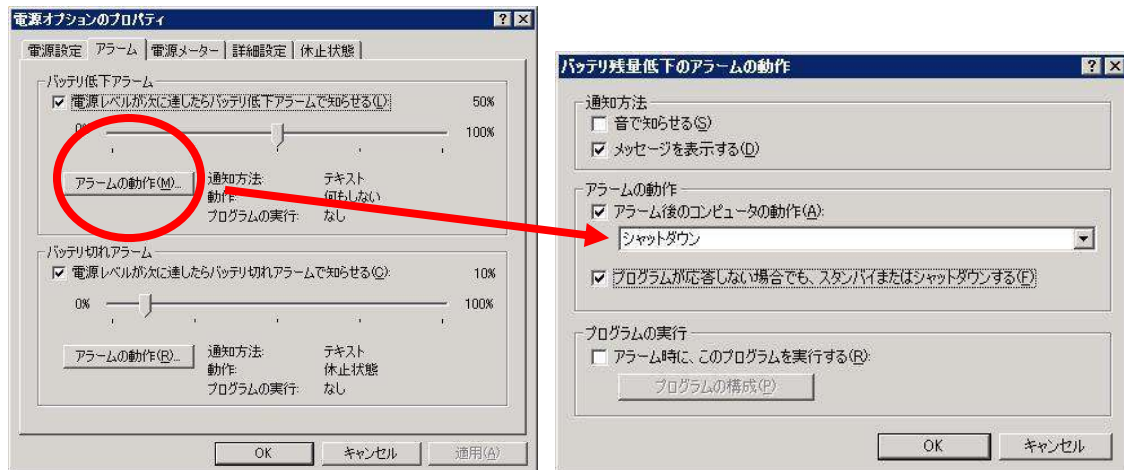 電源オプションのプロパティ
電源設定 アラーム 電源メーター 詳細設定 休止状態
バッテリ低下アラーム
電源レベルが次に達したらバッテリ低下アラームで知らせる(L): 50%
0% 100%
アラームの動作(M)... 通知方法: テキスト
動作: 何もしない
プログラムの実行: なし
バッテリ切れアラーム
電源レベルが次に達したらバッテリ切れアラームで知らせる(C): 10%
0% 100%
アラームの動作(R)... 通知方法: テキスト
動作: 休止状態
プログラムの実行: なし
OK キャンセル 適用(A)
バッテリ残量低下のアラームの動作
通知方法
音で知らせる(S)
メッセージを表示する(D)
アラームの動作
アラーム後のコンピュータの動作(A):
シャットダウン
プログラムが応答しない場合でも、スタンバイまたはシャットダウンする(F)
プログラムの実行
アラーム時に、このプログラムを実行する(R):
プログラムの構成(P)
OK キャンセル